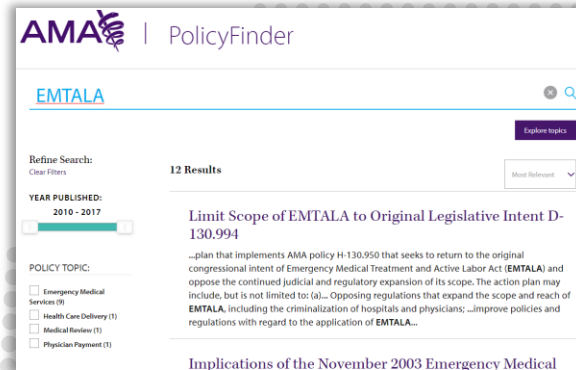 AMA | PolicyFinder
EMTALA
Explore topics
Refine Search:
Clear Filters
12 Results
Most Relevant
YEAR PUBLISHED:
2010 - 2017
Limit Scope of EMTALA to Original Legislative Intent D-
130.994
...plan that implements AMA policy H-130.950 that seeks to return to the original
congressional intent of Emergency Medical Treatment and Active Labor Act (EMTALA) and
oppose the continued judicial and regulatory expansion of its scope. The action plan may
include, but is not limited to: (a)... Opposing regulations that expand the scope and reach of
EMTALA, including the criminalization of hospitals and physicians; ...improve policies and
regulations with regard to the application of EMTALA...
POLICY TOPIC:
Emergency Medical
Services (9)
Health Care Delivery (1)
Medical Review (1)
Physician Payment (1)
Implications of the November 2003 Emergency Medical